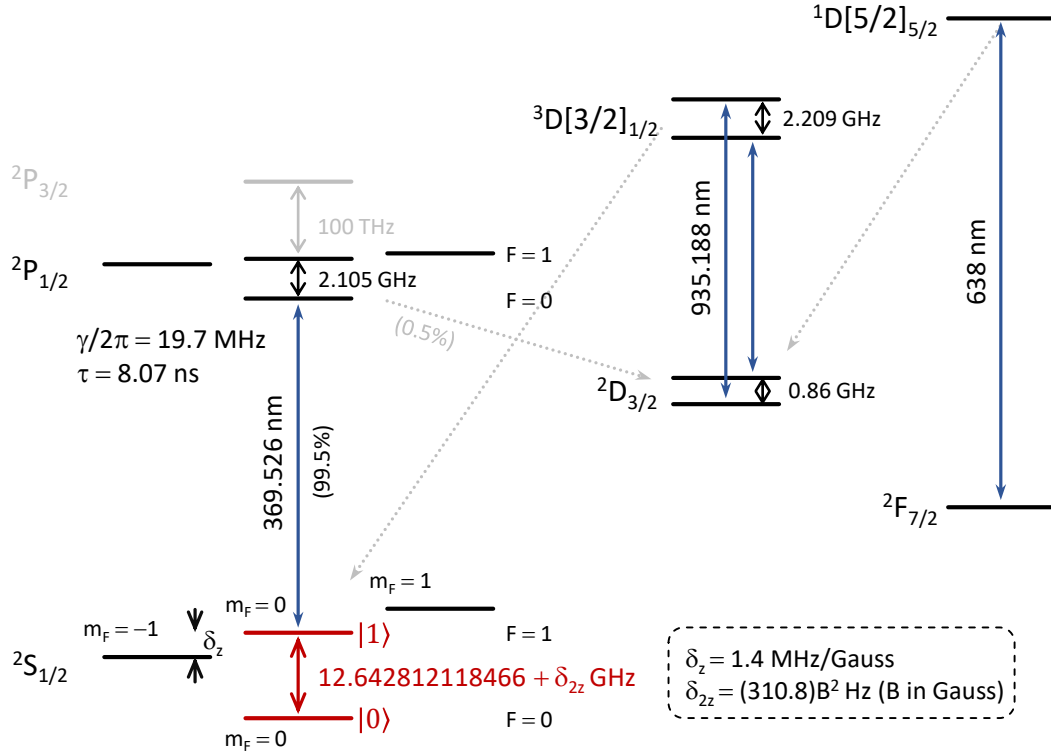 ¹D[5/2]₅/₂
³D[3/2]₁/₂
2.209 GHz
²P₃/₂
100 THz
²P₁/₂
F = 1
2.105 GHz
F = 0
935.188 nm
638 nm
(0.5%)
γ/2π = 19.7 MHz
τ = 8.07 ns
²D₃/₂
0.86 GHz
369.526 nm
(99.5%)
²F₇/₂
m_F = 1
m_F = 0
|1⟩
F = 1
m_F = −1
δ_z
²S₁/₂
12.642812118466 + δ₂z GHz
|0⟩
F = 0
m_F = 0
δ_z = 1.4 MHz/Gauss
δ₂z = (310.8)B² Hz (B in Gauss)